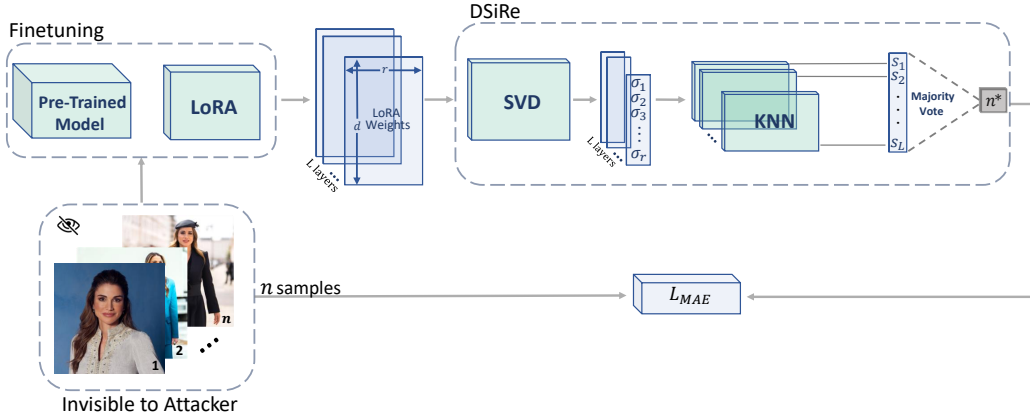 Finetuning
Pre-Trained
Model
LoRA
r
d
LoRA
Weights
L layers
...
DSiRe
SVD
σ1
σ2
σ3
⋮
σr
L layers
...
KNN
...
s1
s2
.
.
.
sL
Majority
Vote
n*
1
2
...
n
Invisible to Attacker
n samples
LMAE